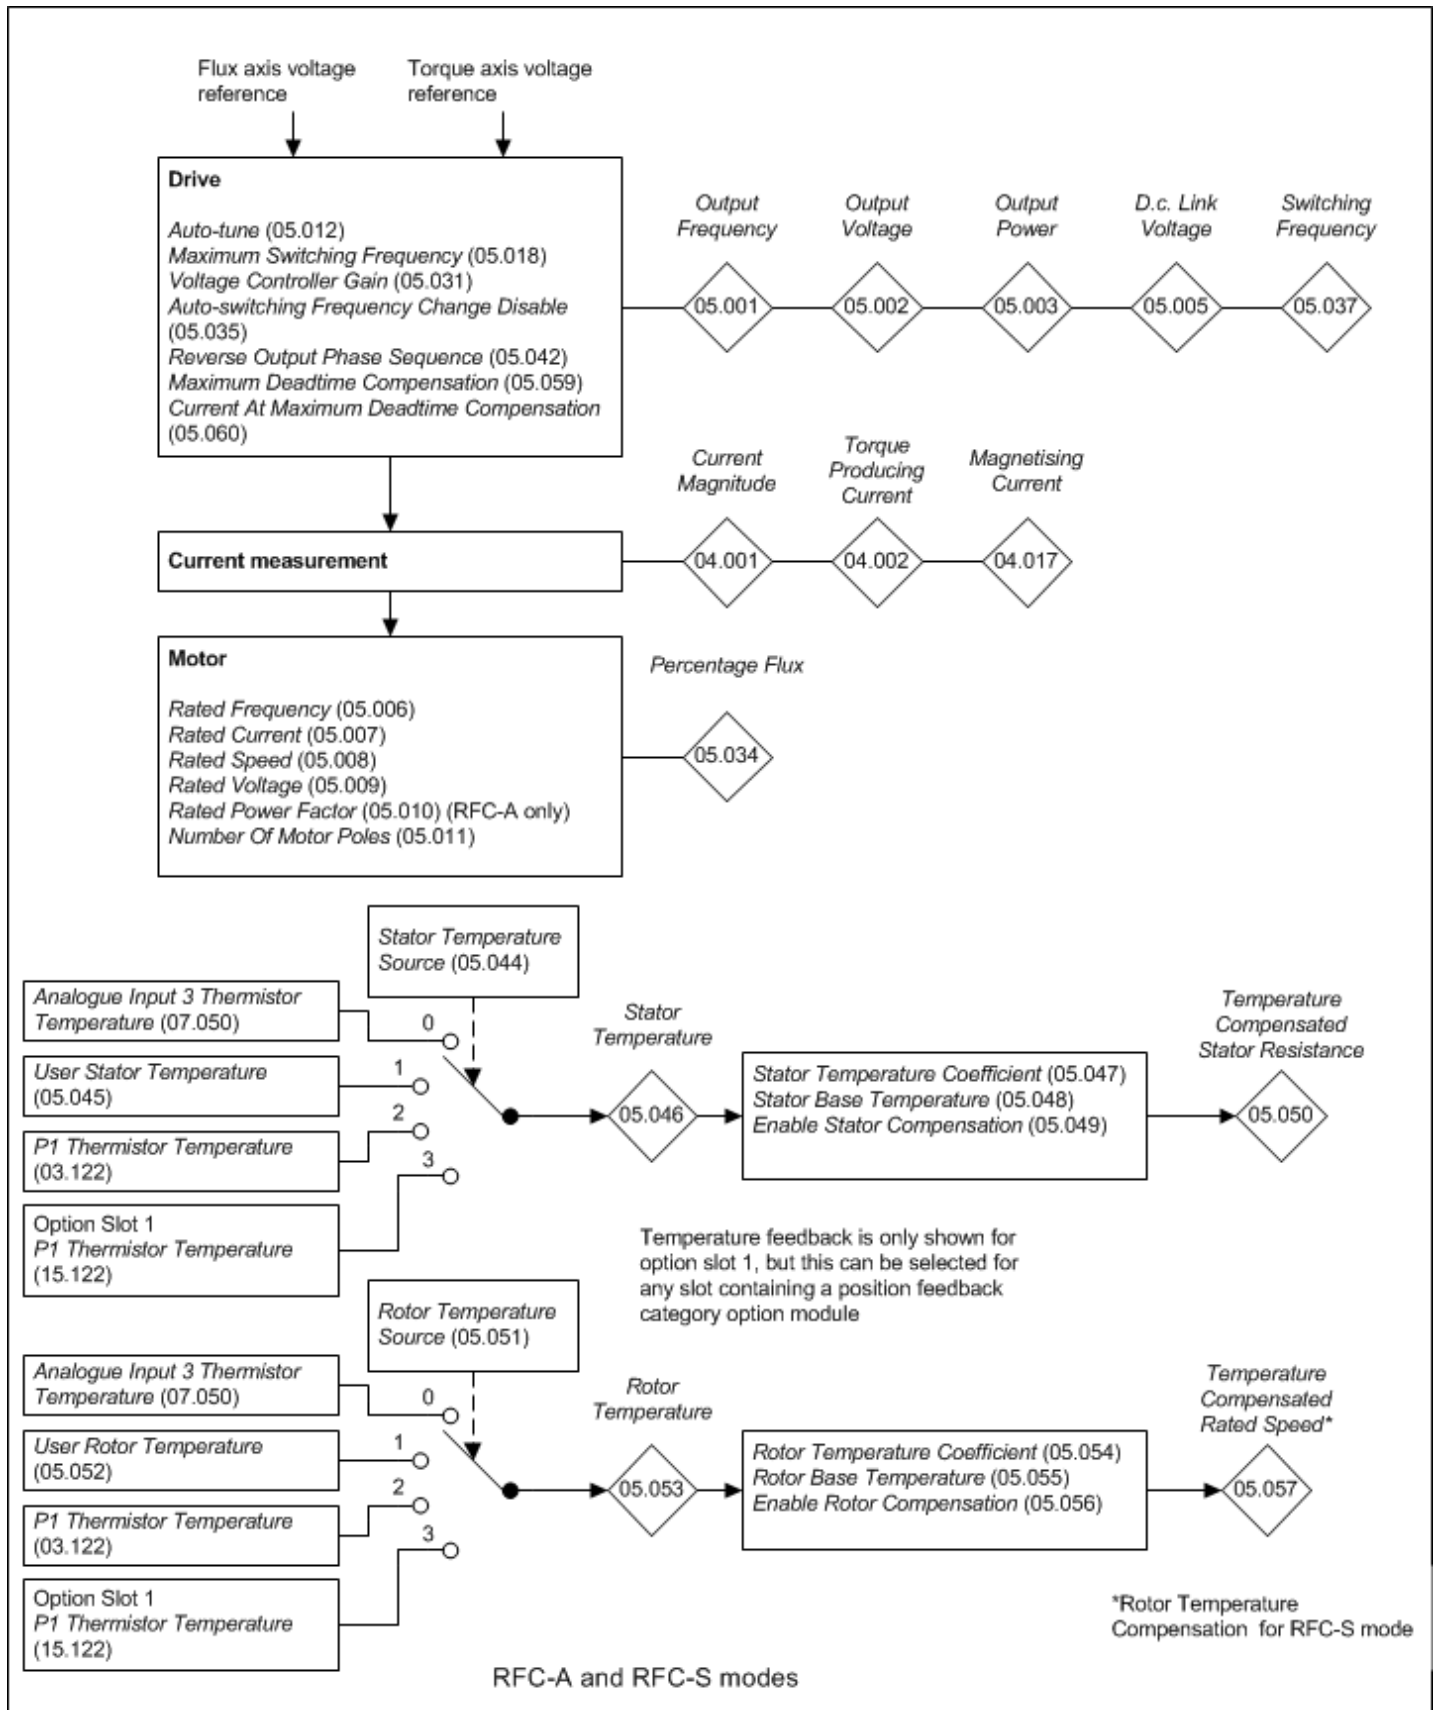 Flux axis voltage
reference
Torque axis voltage
reference
Drive
Auto-tune (05.012)
Maximum Switching Frequency (05.018)
Voltage Controller Gain (05.031)
Auto-switching Frequency Change Disable
(05.035)
Reverse Output Phase Sequence (05.042)
Maximum Deadtime Compensation (05.059)
Current At Maximum Deadtime Compensation
(05.060)
Output
Frequency
Output
Voltage
Output
Power
D.c. Link
Voltage
Switching
Frequency
05.001
05.002
05.003
05.005
05.037
Current
Magnitude
Torque
Producing
Current
Magnetising
Current
Current measurement
04.001
04.002
04.017
Motor
Rated Frequency (05.006)
Rated Current (05.007)
Rated Speed (05.008)
Rated Voltage (05.009)
Rated Power Factor (05.010) (RFC-A only)
Number Of Motor Poles (05.011)
Percentage Flux
05.034
Stator Temperature
Source (05.044)
Analogue Input 3 Thermistor
Temperature (07.050)
User Stator Temperature
(05.045)
P1 Thermistor Temperature
(03.122)
Option Slot 1
P1 Thermistor Temperature
(15.122)
0
1
2
3
Stator
Temperature
05.046
Stator Temperature Coefficient (05.047)
Stator Base Temperature (05.048)
Enable Stator Compensation (05.049)
Temperature
Compensated
Stator Resistance
05.050
Temperature feedback is only shown for
option slot 1, but this can be selected for
any slot containing a position feedback
category option module
Rotor Temperature
Source (05.051)
Analogue Input 3 Thermistor
Temperature (07.050)
User Rotor Temperature
(05.052)
P1 Thermistor Temperature
(03.122)
Option Slot 1
P1 Thermistor Temperature
(15.122)
0
1
2
3
Rotor
Temperature
05.053
Rotor Temperature Coefficient (05.054)
Rotor Base Temperature (05.055)
Enable Rotor Compensation (05.056)
Temperature
Compensated
Rated Speed*
05.057
*Rotor Temperature
Compensation for RFC-S mode
RFC-A and RFC-S modes